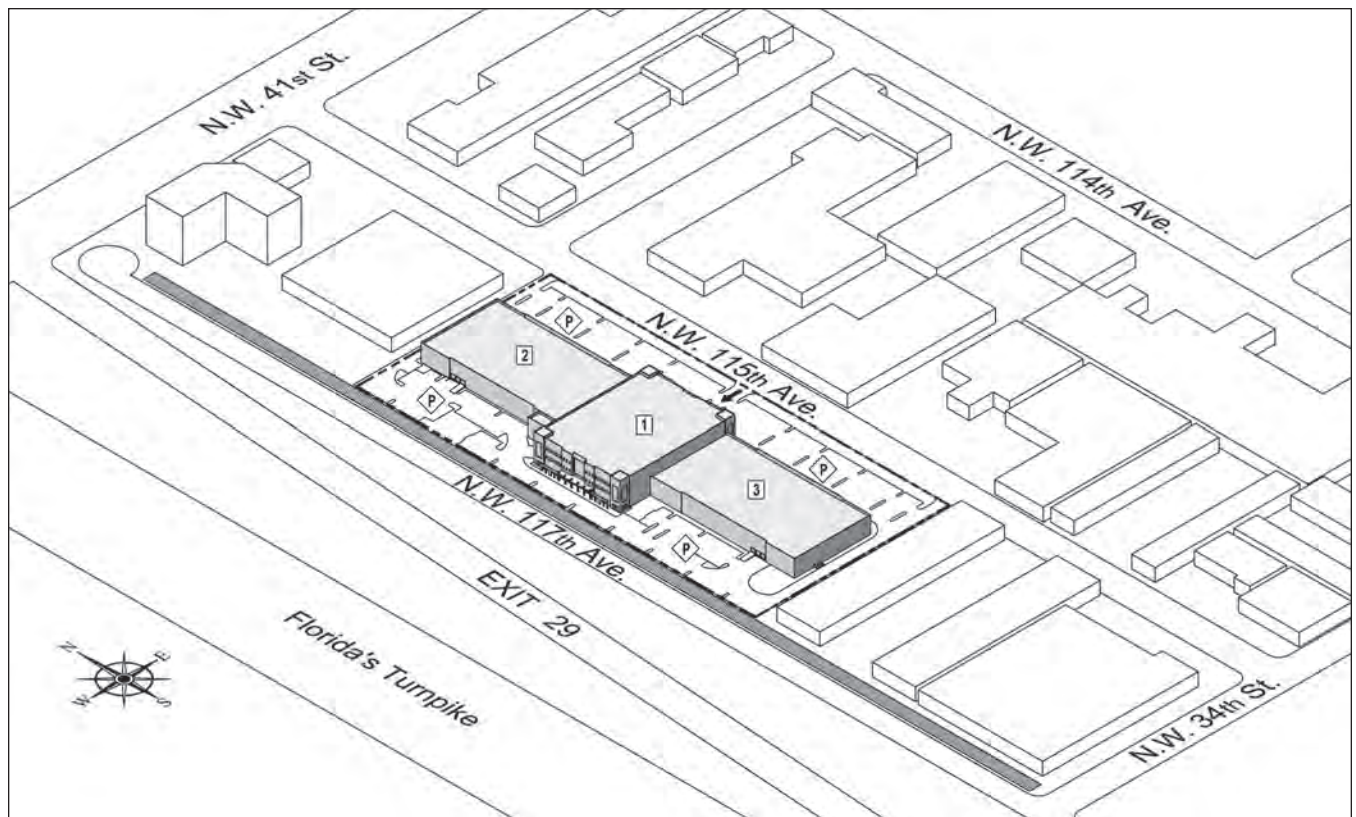 N.W. 41st St.
N.W. 114th Ave.
P
2
N.W. 115th Ave.
P
1
P
3
P
N.W. 117th Ave.
EXIT 29
Florida's Turnpike
N.W. 34th St.
N
E
W
S